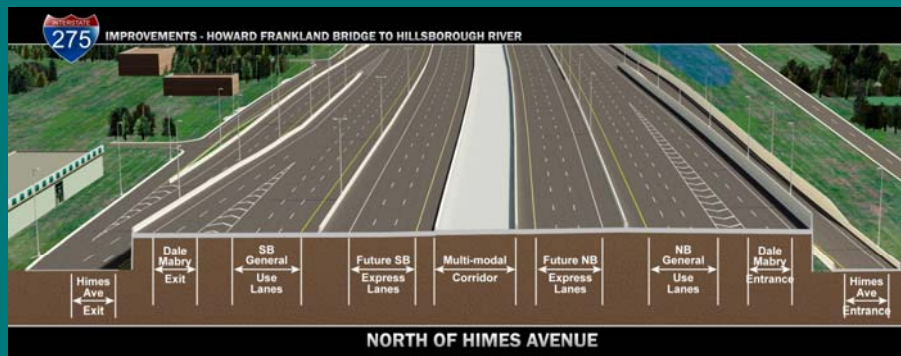 INTERSTATE
275
IMPROVEMENTS - HOWARD FRANKLAND BRIDGE TO HILLSBOROUGH RIVER
Himes
Ave
Exit
Dale
Mabry
Exit
SB
General
Use
Lanes
Future SB
Express
Lanes
Multi-modal
Corridor
Future NB
Express
Lanes
NB
General
Use
Lanes
Dale
Mabry
Entrance
Himes
Ave
Entrance
NORTH OF HIMES AVENUE